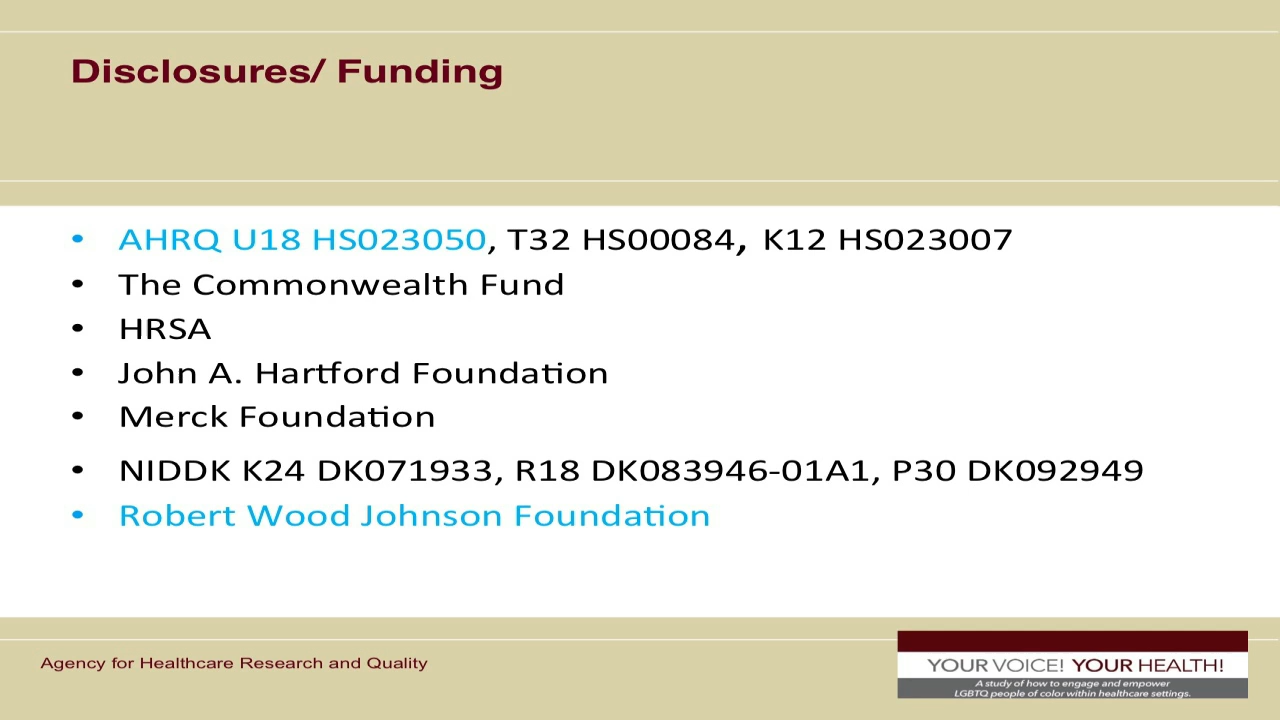 Disclosures/ Funding
• AHRQ U18 HS023050, T32 HS00084, K12 HS023007
• The Commonwealth Fund
• HRSA
• John A. Hartford Foundation
• Merck Foundation
• NIDDK K24 DK071933, R18 DK083946-01A1, P30 DK092949
• Robert Wood Johnson Foundation
Agency for Healthcare Research and Quality
YOUR VOICE! YOUR HEALTH!
A study of how to engage and empower
LGBTQ people of color within healthcare settings.